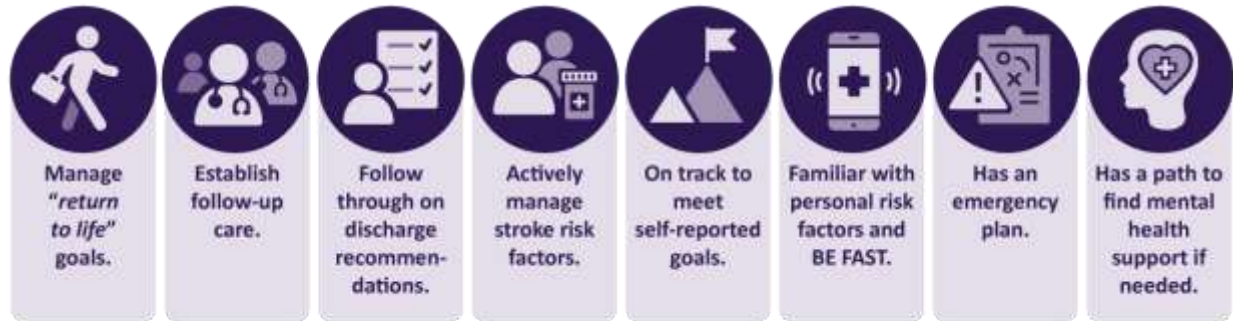 Manage
“return
to life”
goals.
Establish
follow-up
care.
Follow
through on
discharge
recommen-
dations.
Actively
manage
stroke risk
factors.
On track to
meet
self-reported
goals.
Familiar with
personal risk
factors and
BE FAST.
Has an
emergency
plan.
Has a path to
find mental
health
support if
needed.